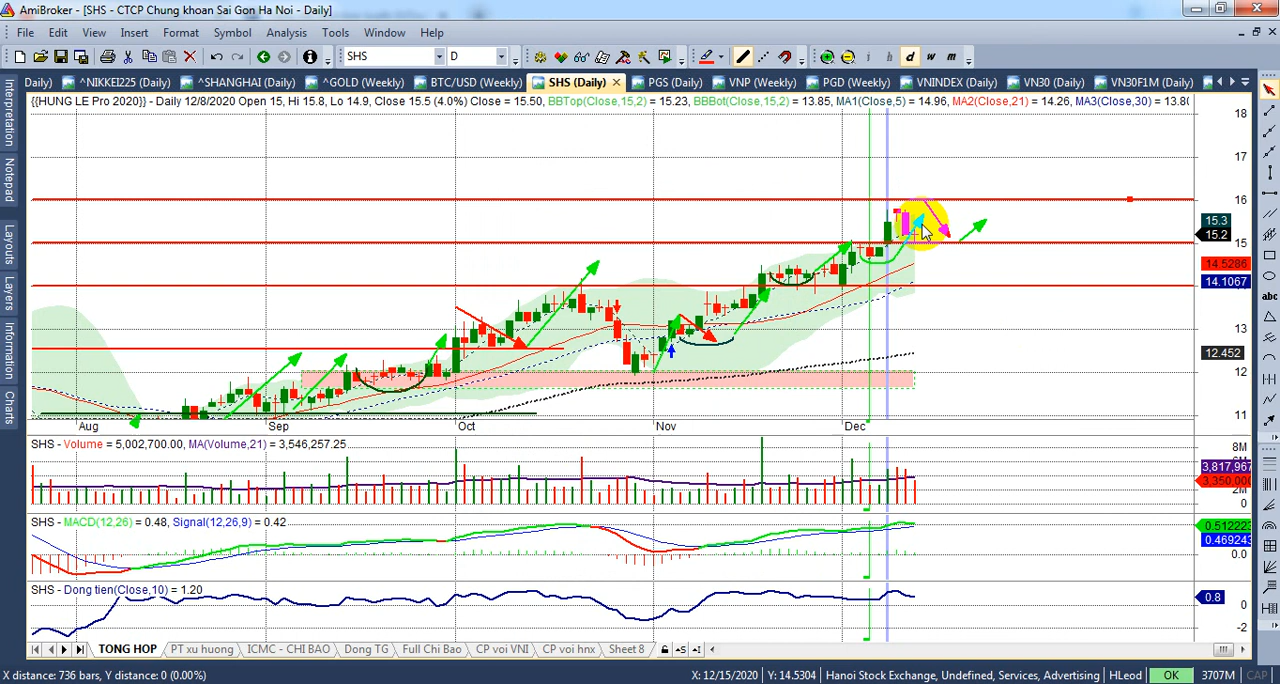 AmiBroker - [SHS - CTCP Chung khoan Sai Gon Ha Noi - Daily]
File Edit View Insert Format Symbol Analysis Tools Window Help
SHS D i h d w m
Daily) ^NIKKEI225 (Daily) ^SHANGHAI (Daily) ^GOLD (Weekly) BTC/USD (Weekly) SHS (Daily) PGS (Daily) VNP (Weekly) PGD (Weekly) VNINDEX (Daily) VN30 (Daily) VN30F1M (Daily)
{{HUNG LE Pro 2020}} - Daily 12/8/2020 Open 15, Hi 15.8, Lo 14.9, Close 15.5 (4.0%) Close = 15.50, BBTop(Close,15,2) = 15.23, BBBot(Close,15,2) = 13.85, MA1(Close,5) = 14.96, MA2(Close,21) = 14.26, MA3(Close,30) = 13.80
Interpretation
Notepad
Layouts
Layers
Information
Charts
18
17
16
15.3
15.2
15
14.5286
14.1067
13
12.452
12
11
Aug Sep Oct Nov Dec
SHS - Volume = 5,002,700.00, MA(Volume,21) = 3,546,257.25
8M
3,817,967
3,350,000
2M
SHS - MACD(12,26) = 0.48, Signal(12,26,9) = 0.42
0.512223
0.469243
0.0
SHS - Dong tien(Close,10) = 1.20
0.8
0
-2
TONG HOP PT xu huong ICMC - CHI BAO Dong TG Full Chi Bao CP voi VNI CP voi hnx Sheet 8
abc
X distance: 736 bars, Y distance: 0 (0.00%) X: 12/15/2020 Y: 14.5304 Hanoi Stock Exchange, Undefined, Services, Advertising HLeod OK 3707M CAP